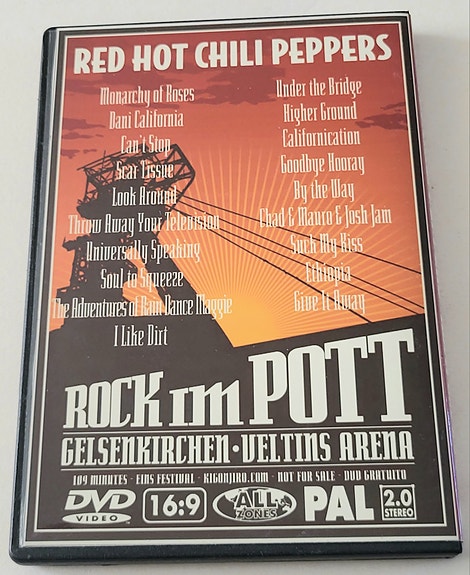 RED HOT CHILI PEPPERS
Monarchy of Roses
Dani California
Can't Stop
Scar Tissue
Look Around
Throw Away Your Television
Universally Speaking
Soul to Squeeze
The Adventures of Rain Dance Maggie
I Like Dirt
Under the Bridge
Higher Ground
Californication
Goodbye Hooray
By the Way
Chad & Mauro & Josh Jam
Suck My Kiss
Ethiopia
Give It Away
ROCK im POTT
GELSENKIRCHEN · VELTINS ARENA
109 MINUTES - EINS FESTIVAL - KIGONJIRO.COM - NOT FOR SALE - DVD GRATUITO
DVD VIDEO 16:9 ALL ZONES PAL 2.0 STEREO